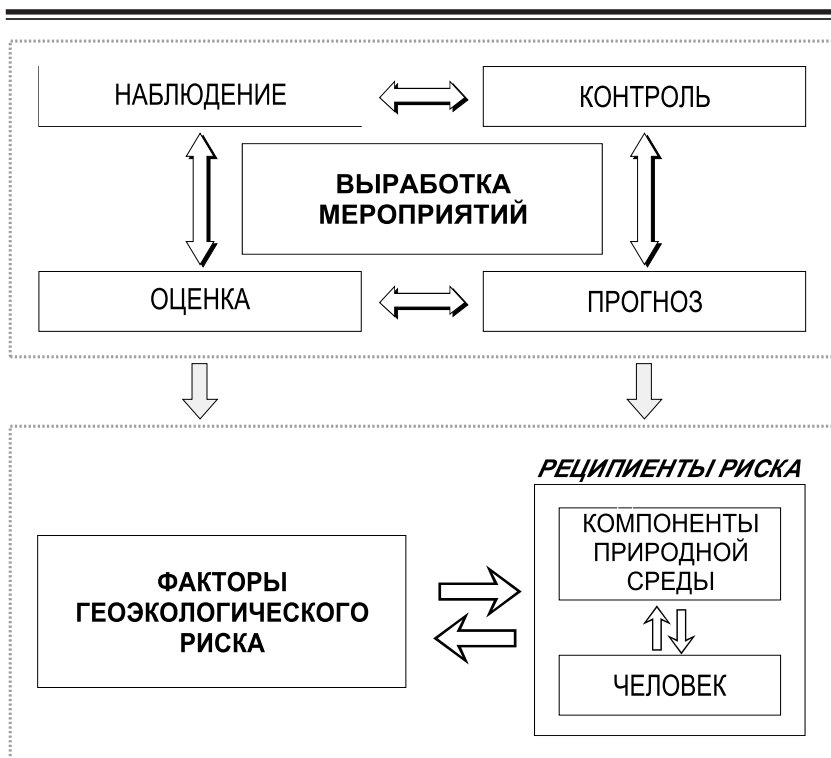 НАБЛЮДЕНИЕ
КОНТРОЛЬ
ВЫРАБОТКА
МЕРОПРИЯТИЙ
ОЦЕНКА
ПРОГНОЗ
РЕЦИПИЕНТЫ РИСКА
КОМПОНЕНТЫ
ПРИРОДНОЙ
СРЕДЫ
ФАКТОРЫ
ГЕОЭКОЛОГИЧЕСКОГО
РИСКА
ЧЕЛОВЕК